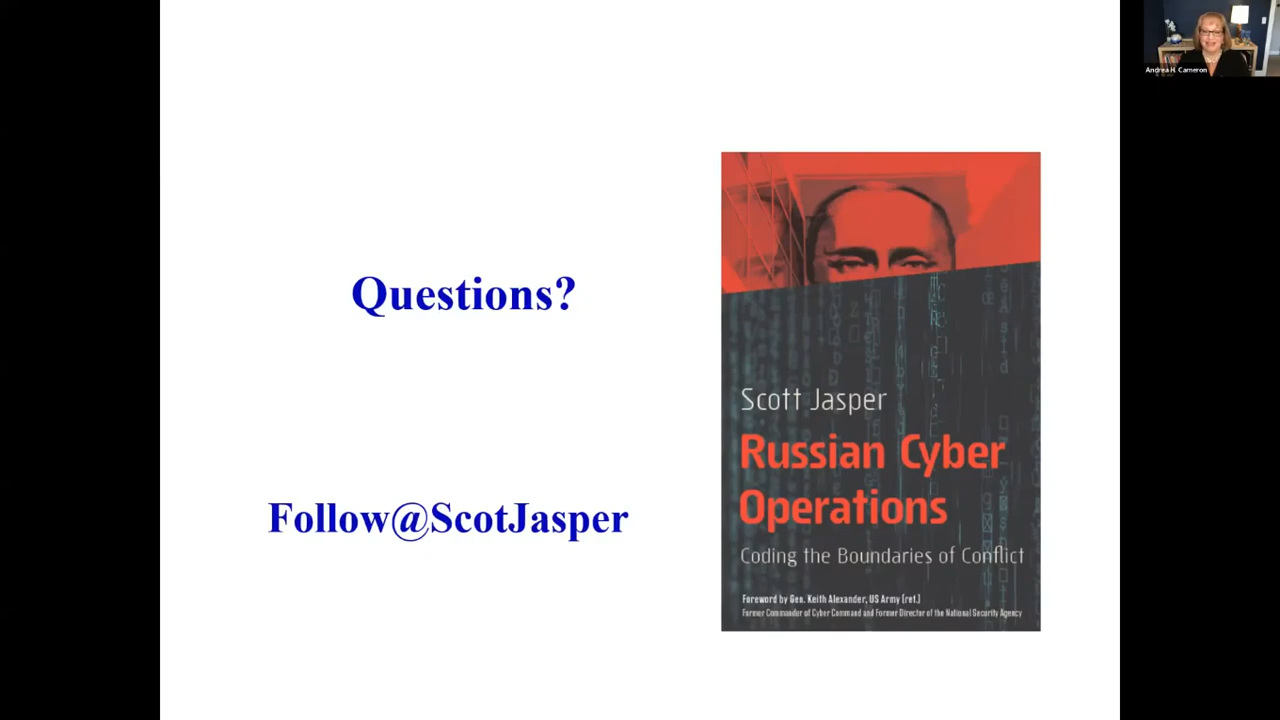 Andrea H. Cameron
Questions?
Follow@ScotJasper
Scott Jasper
Russian Cyber
Operations
Coding the Boundaries of Conflict
Foreword by Gen. Keith Alexander, US Army (ret.)
Former Commander of Cyber Command and Former Director of the National Security Agency